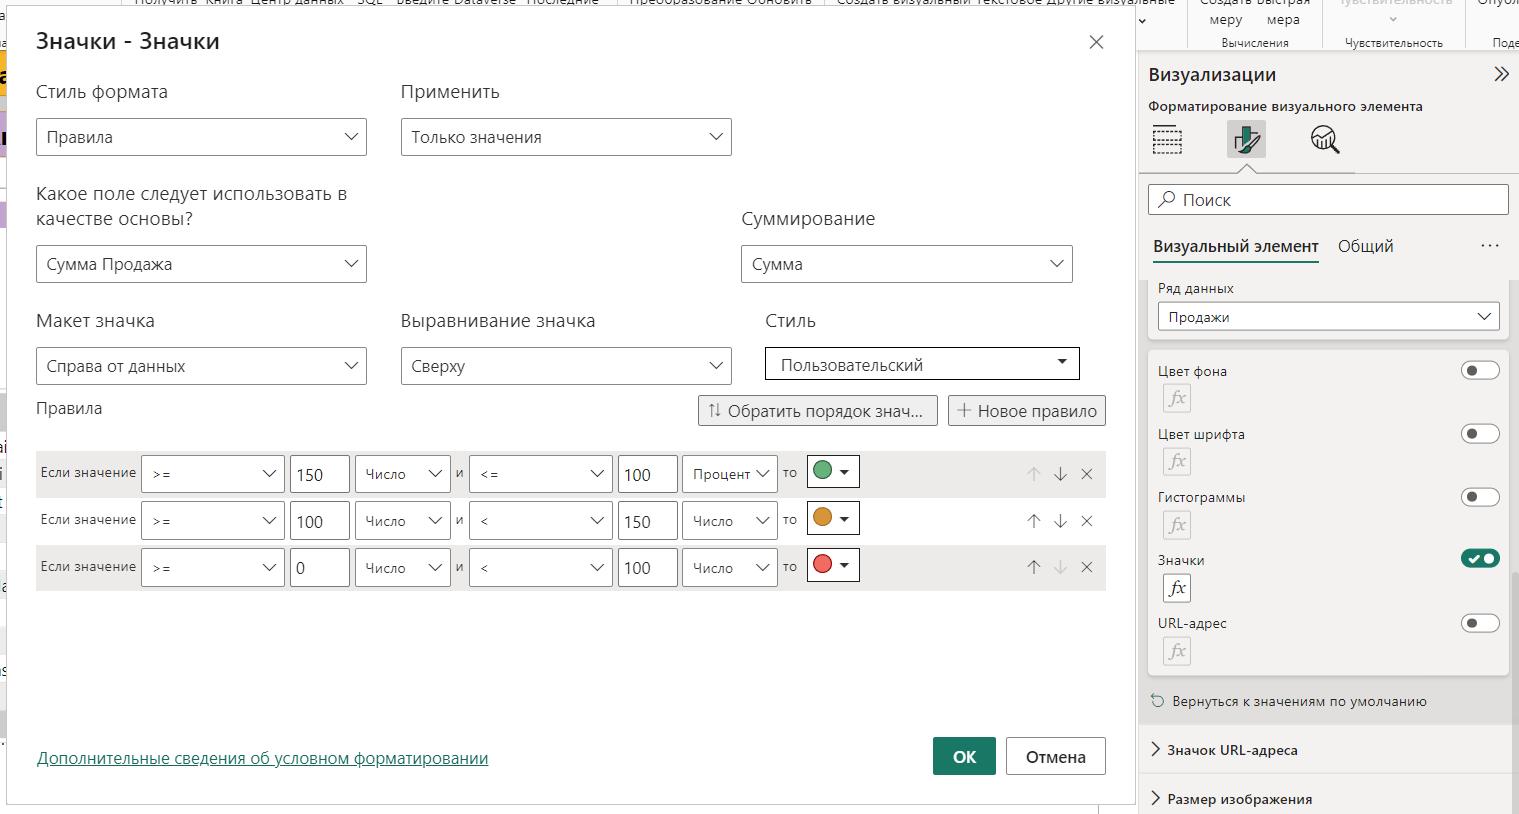 Значки - Значки
Стиль формата
Применить
Правила
Только значения
Какое поле следует использовать в
качестве основы?
Суммирование
Сумма Продажа
Сумма
Макет значка
Выравнивание значка
Стиль
Справа от данных
Сверху
Пользовательский
Правила
Обратить порядок знач...
Новое правило
Если значение >= 150 Число и <= 100 Процент то
Если значение >= 100 Число и < 150 Число то
Если значение >= 0 Число и < 100 Число то
Дополнительные сведения об условном форматировании
ОК
Отмена
меру мера
Вычисления
Чувствительность
Визуализации
Форматирование визуального элемента
Поиск
Визуальный элемент Общий ...
Ряд данных
Продажи
Цвет фона
fx
Цвет шрифта
fx
Гистограммы
fx
Значки
fx
URL-адрес
fx
Вернуться к значениям по умолчанию
Значок URL-адреса
Размер изображения